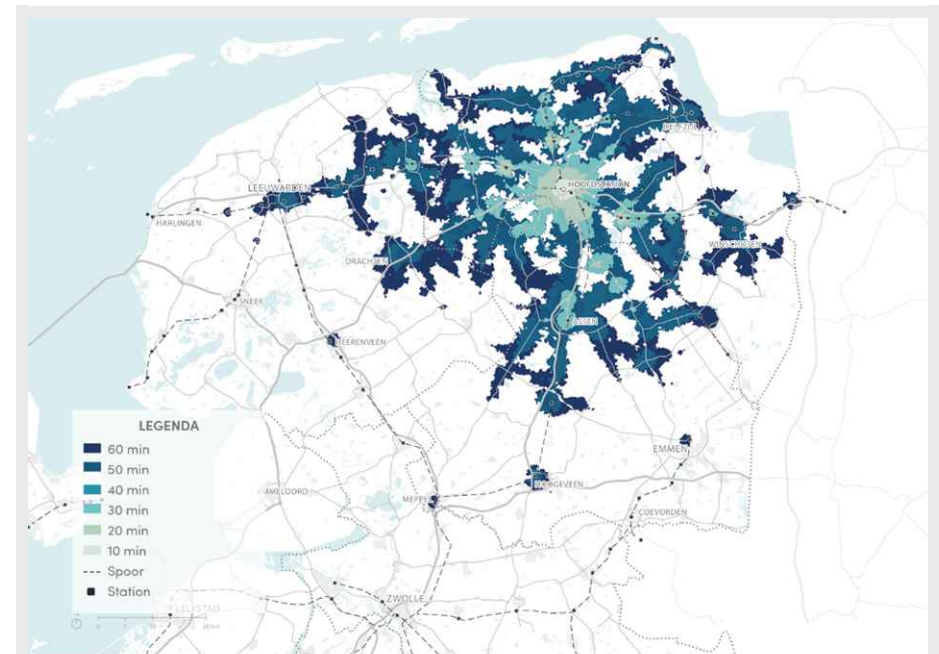 LEEUWARDEN
HOOFDSTATION
HARLINGEN
DRACHTEN
WINSCHOTEN
SNEEK
ASSEN
HEERENVEEN
EMMEN
HOOGEVEEN
MEPPEL
COEVORDEN
ZWOLLE
LELYSTAD
LEGENDA
60 min
50 min
40 min
30 min
20 min
10 min
Spoor
Station